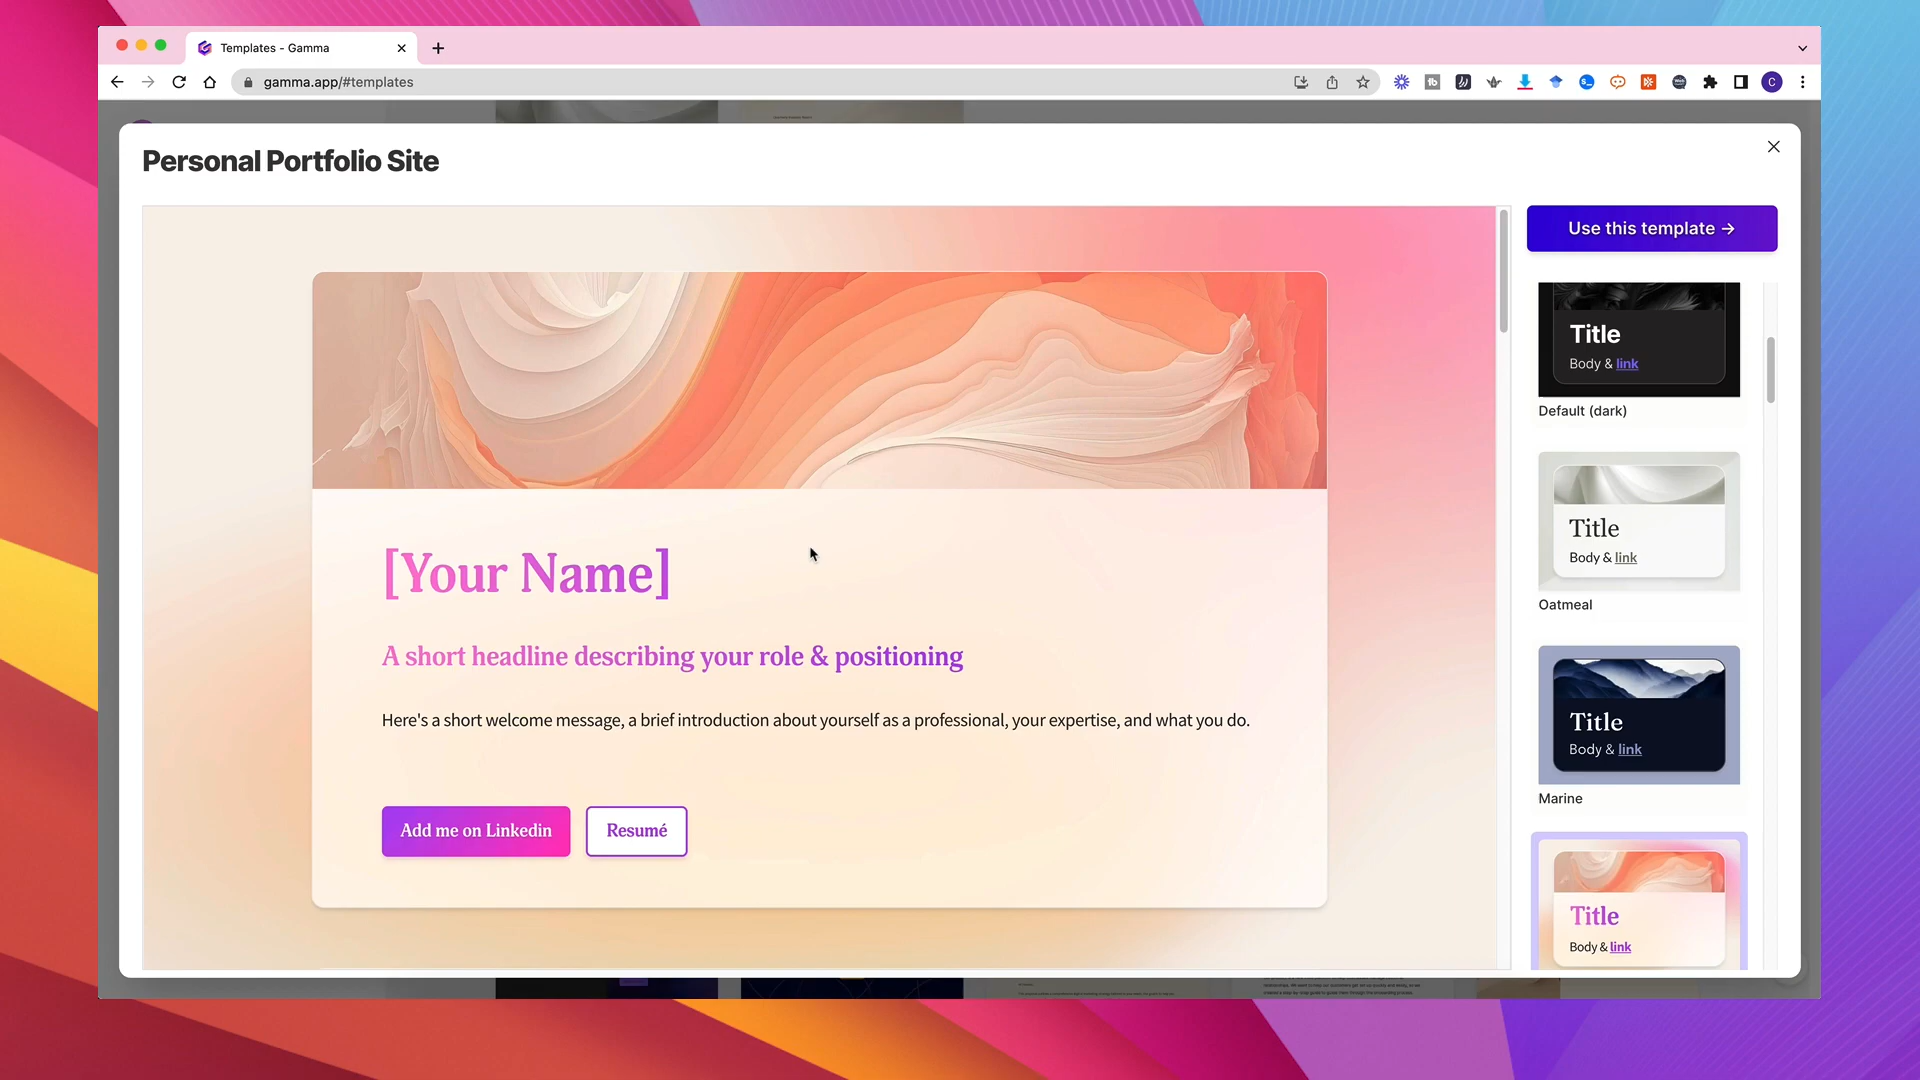 Templates - Gamma
gamma.app/#templates
C
Personal Portfolio Site
Use this template →
[Your Name]
A short headline describing your role & positioning
Here's a short welcome message, a brief introduction about yourself as a professional, your expertise, and what you do.
Add me on Linkedin
Resumé
Title
Body & link
Default (dark)
Title
Body & link
Oatmeal
Title
Body & link
Marine
Title
Body & link